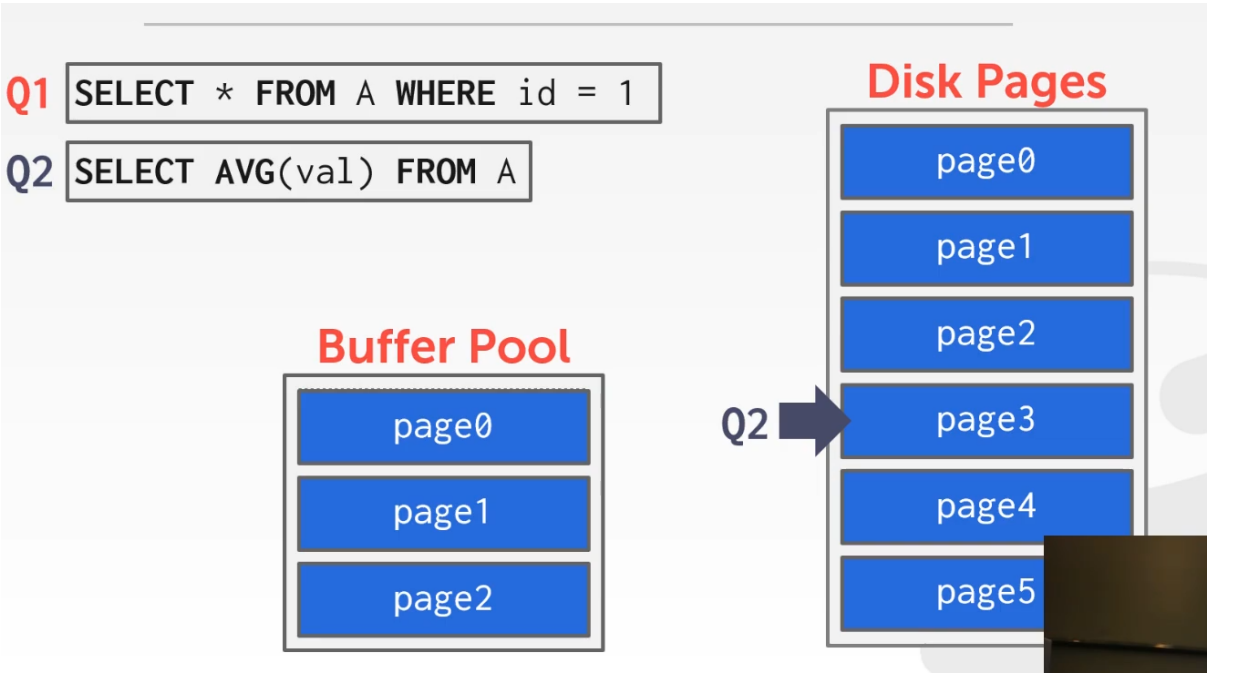 Q1 SELECT * FROM A WHERE id = 1
Q2 SELECT AVG(val) FROM A
Disk Pages
page0
page1
page2
page3
page4
page5
Buffer Pool
page0
page1
page2
Q2